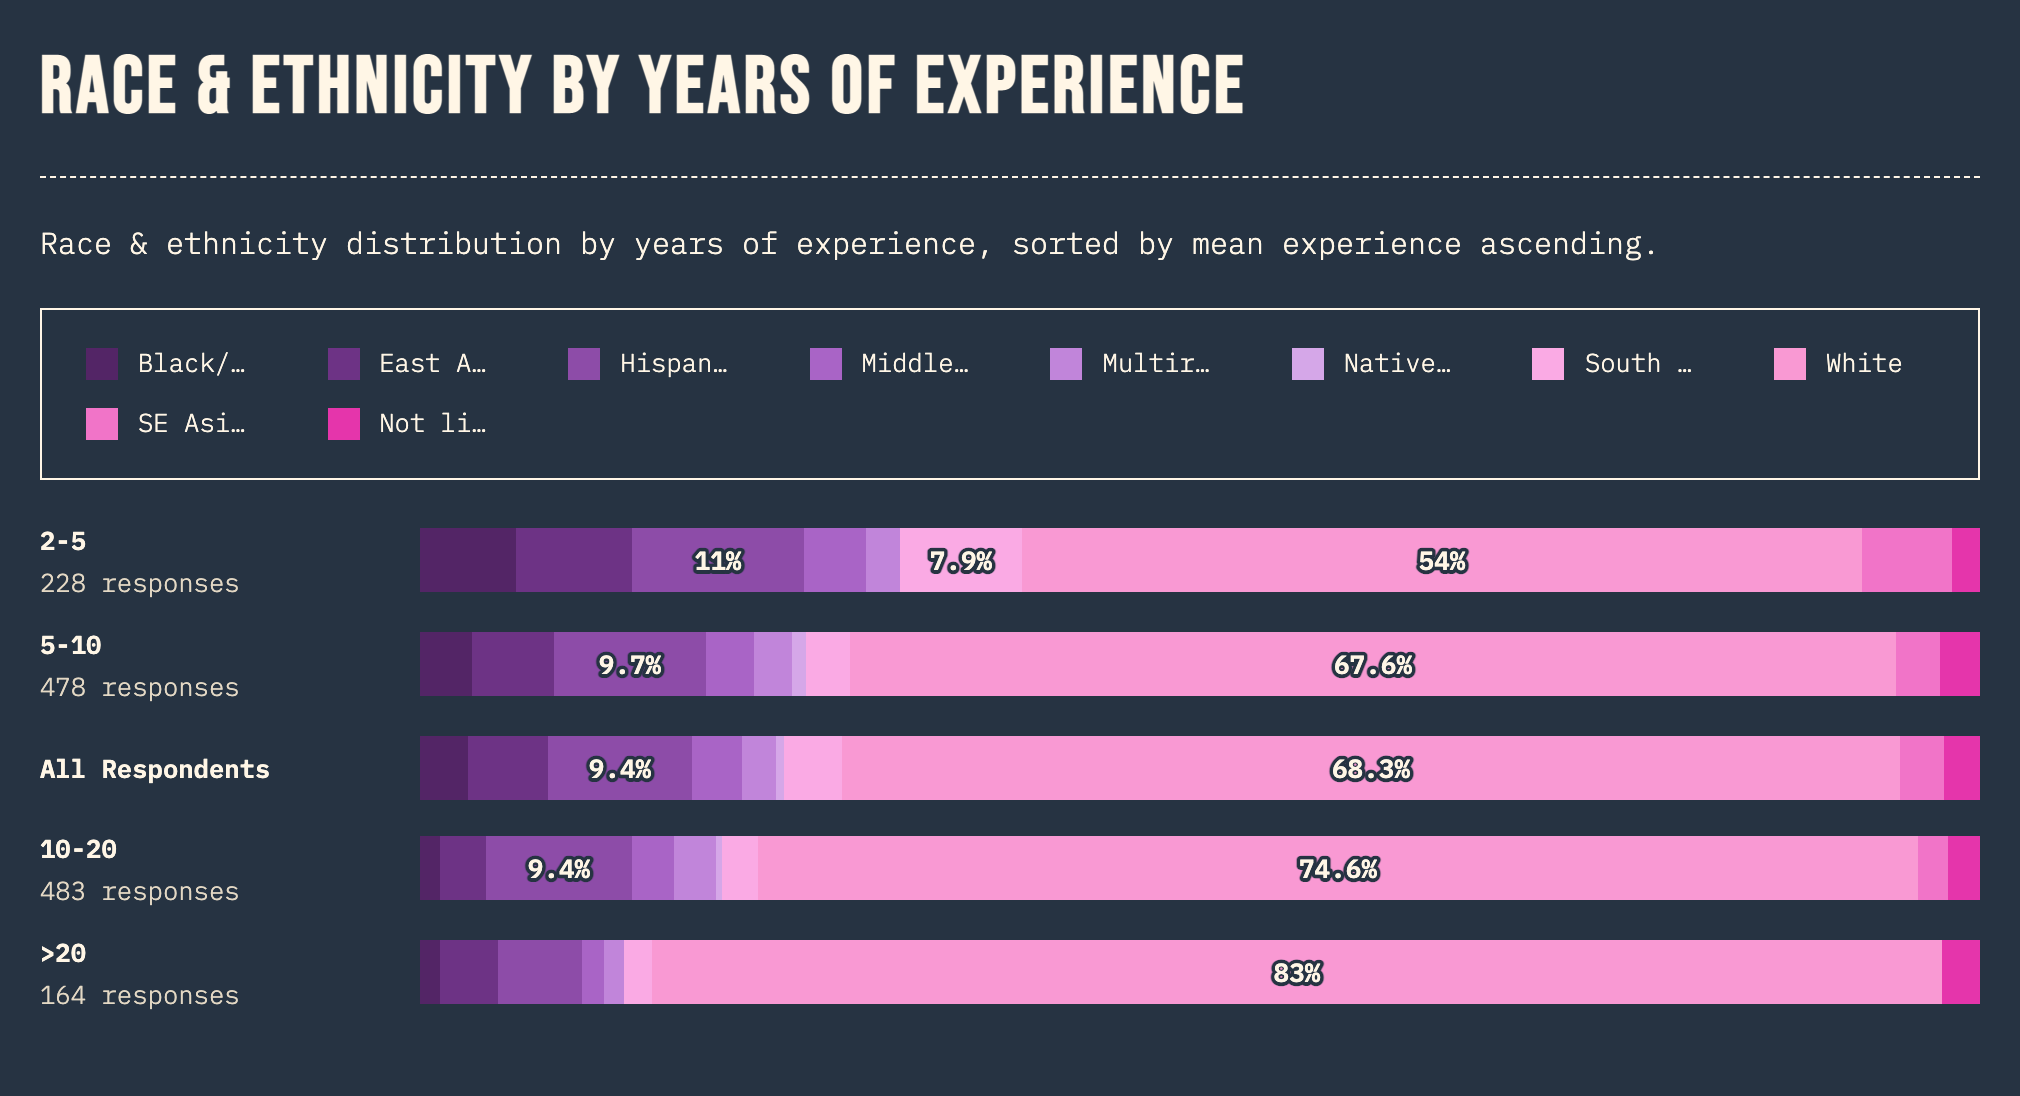 RACE & ETHNICITY BY YEARS OF EXPERIENCE
Race & ethnicity distribution by years of experience, sorted by mean experience ascending.
Black/… East A… Hispan… Middle… Multir… Native… South … White
SE Asi… Not li…
2-5
228 responses
11% 7.9% 54%
5-10
478 responses
9.7% 67.6%
All Respondents
9.4% 68.3%
10-20
483 responses
9.4% 74.6%
>20
164 responses
83%